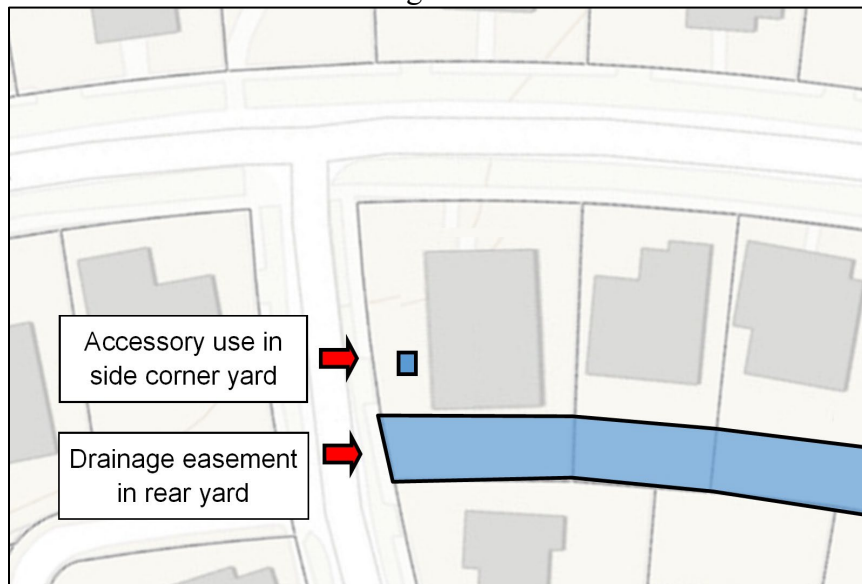 Accessory use in
side corner yard
Drainage easement
in rear yard